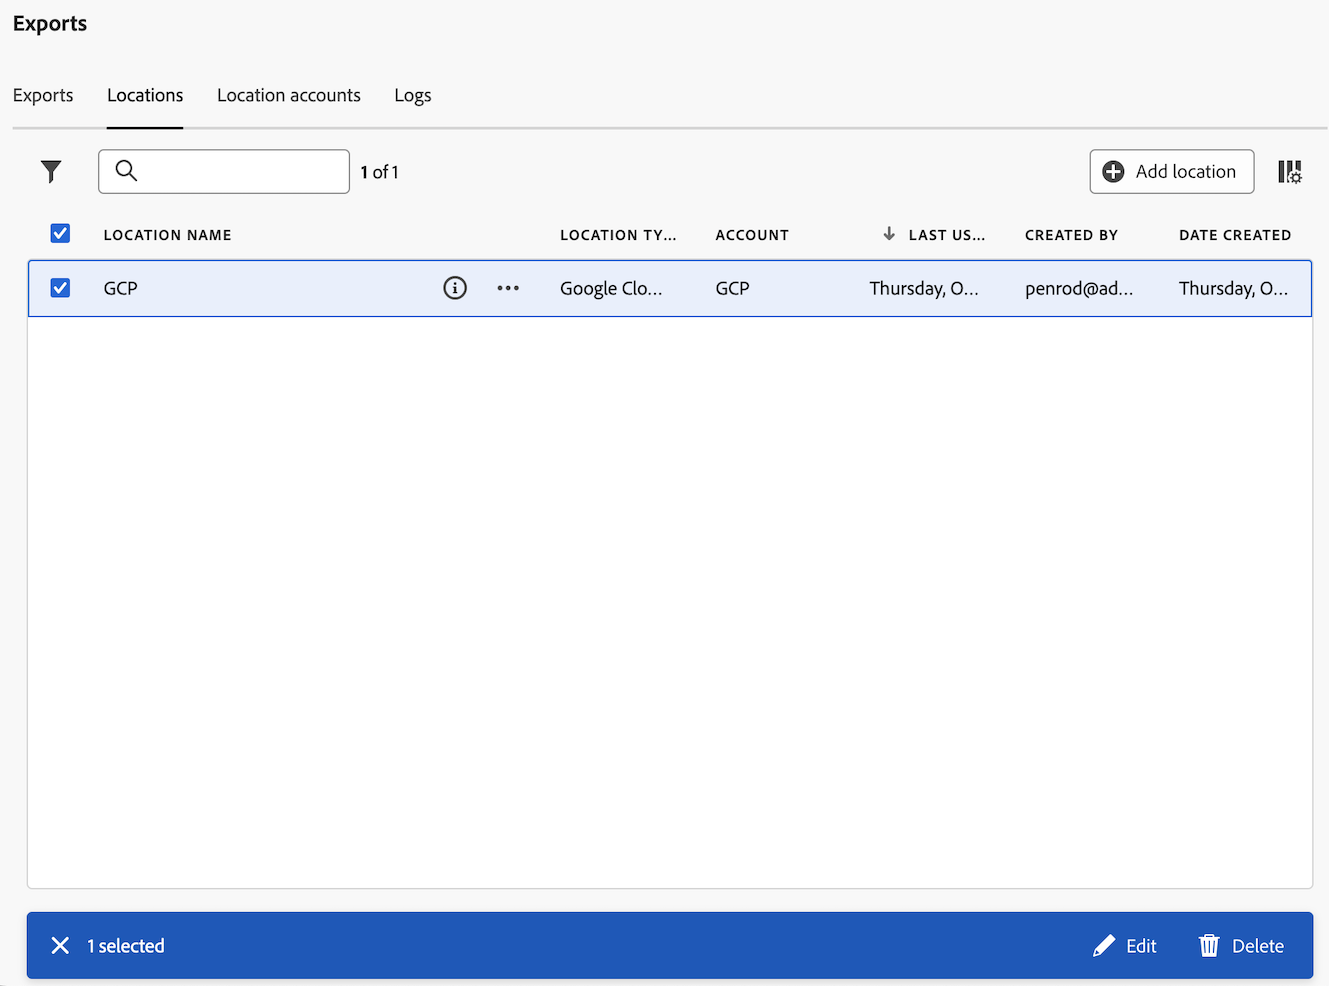 Exports
Exports Locations Location accounts Logs
1 of 1 Add location
LOCATION NAME LOCATION TY... ACCOUNT LAST US... CREATED BY DATE CREATED
GCP Google Clo... GCP Thursday, O... penrod@ad... Thursday, O...
1 selected Edit Delete